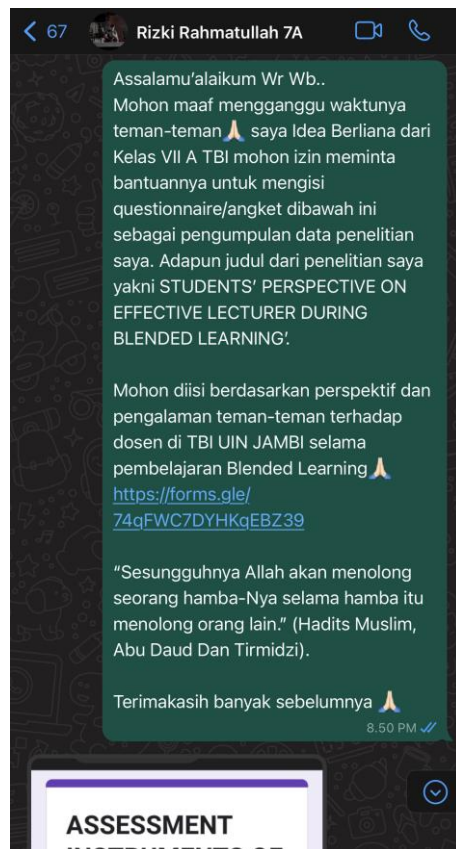 67
Rizki Rahmatullah 7A
Assalamu'alaikum Wr Wb..
Mohon maaf mengganggu waktunya
teman-teman🙏🏻 saya Idea Berliana dari
Kelas VII A TBI mohon izin meminta
bantuannya untuk mengisi
questionnaire/angket dibawah ini
sebagai pengumpulan data penelitian
saya. Adapun judul dari penelitian saya
yakni STUDENTS' PERSPECTIVE ON
EFFECTIVE LECTURER DURING
BLENDED LEARNING'.
Mohon diisi berdasarkan perspektif dan
pengalaman teman-teman terhadap
dosen di TBI UIN JAMBI selama
pembelajaran Blended Learning🙏🏻
https://forms.gle/
74qFWC7DYHKqEBZ39
“Sesungguhnya Allah akan menolong
seorang hamba-Nya selama hamba itu
menolong orang lain.” (Hadits Muslim,
Abu Daud Dan Tirmidzi).
Terimakasih banyak sebelumnya 🙏🏻
8.50 PM
ASSESSMENT
INSTRUMENTS OF